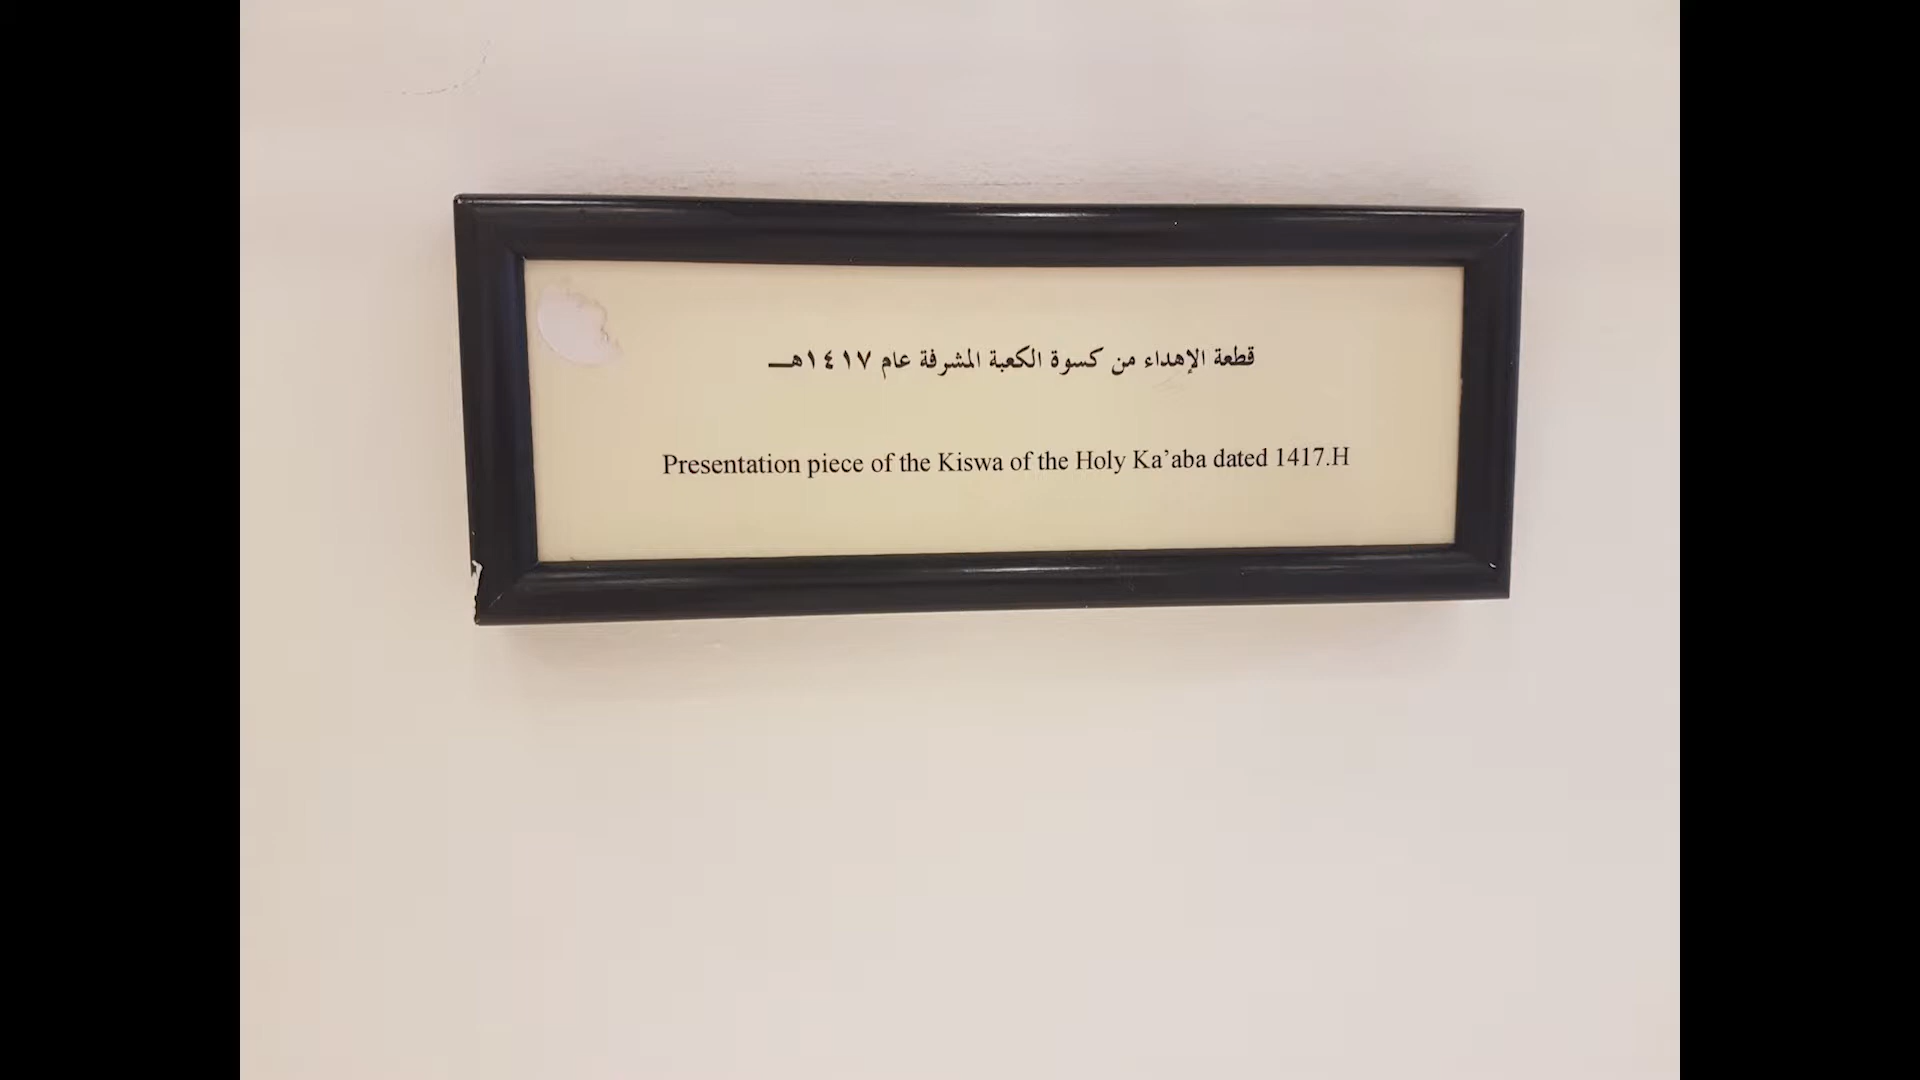 قطعة الإهداء من كسوة الكعبة المشرفة عام ١٤١٧هـ
Presentation piece of the Kiswa of the Holy Ka’aba dated 1417.H